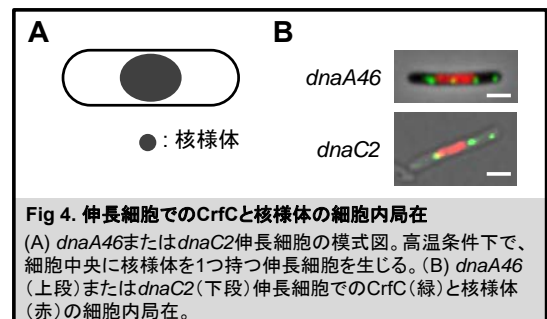 A
B
dnaA46
dnaC2
●：核様体
Fig 4. 伸長細胞でのCrfCと核様体の細胞内局在
(A) dnaA46またはdnaC2伸長細胞の模式図。高温条件下で、
細胞中央に核様体を1つ持つ伸長細胞を生じる。(B) dnaA46
（上段）またはdnaC2（下段）伸長細胞でのCrfC（緑）と核様体
（赤）の細胞内局在。